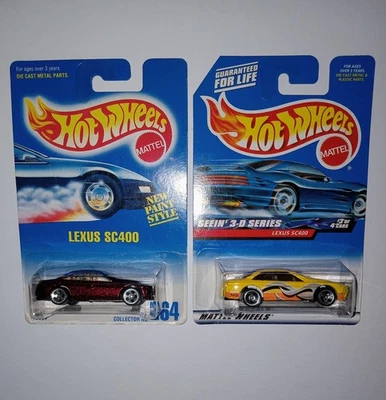 For ages over 3 years.
DIE CAST METAL PARTS.
HOT WHEELS
MATTEL
NEW
PAINT
STYLE
LEXUS SC400
COLLECTOR
264
GUARANTEED
FOR LIFE
FOR AGES
OVER 3 YEARS
DIE CAST METAL &
PLASTIC PARTS.
HOT WHEELS
MATTEL
SEEIN' 3-D SERIES
LEXUS SC400
#3 OF
4 CARS
MATTEL WHEELS